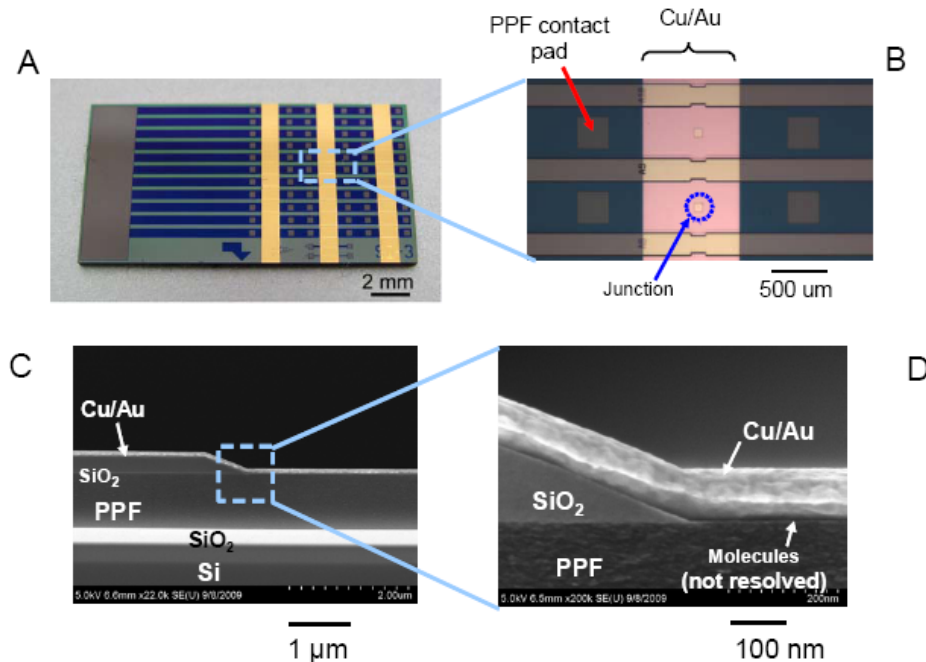 A
2 mm
PPF contact
pad
Cu/Au
B
Junction
500 um
C
Cu/Au
SiO₂
PPF
SiO₂
Si
5.0kV 6.6mm x22.0k SE(U) 9/8/2009
2.00um
1 µm
D
Cu/Au
SiO₂
PPF
Molecules
(not resolved)
5.0kV 6.5mm x200k SE(U) 9/8/2009
200nm
100 nm